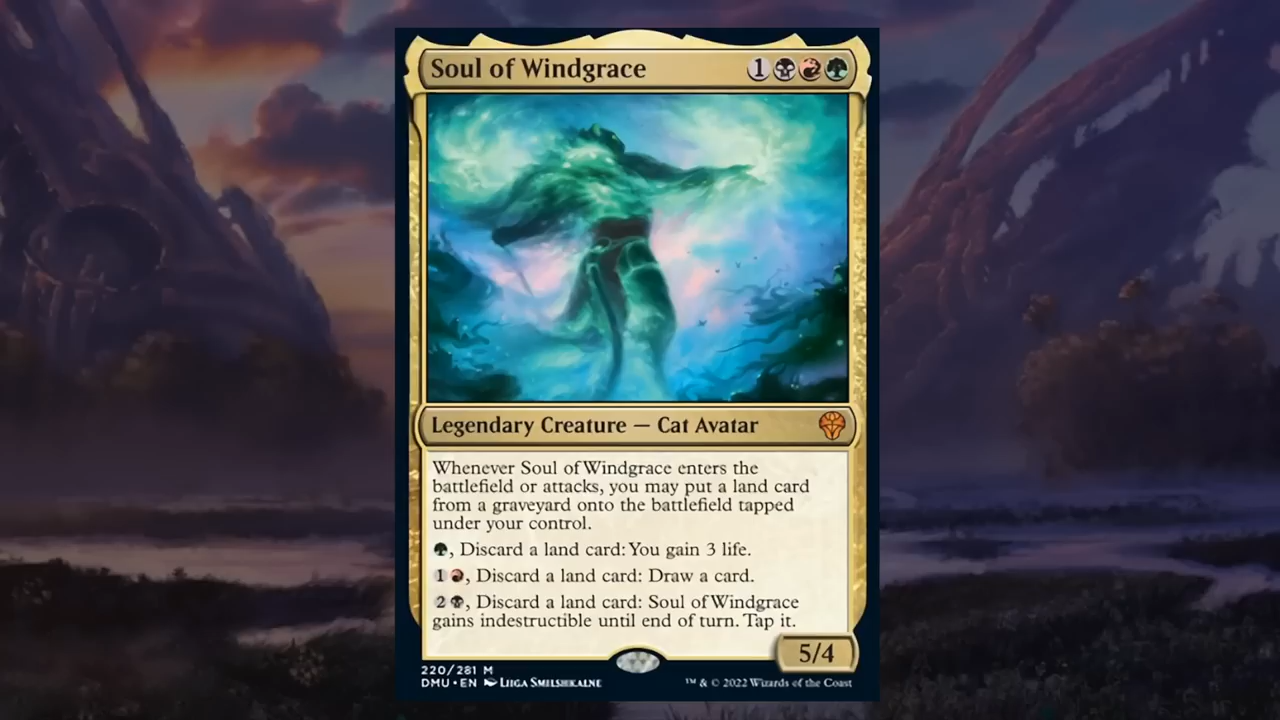 Soul of Windgrace 1
Legendary Creature — Cat Avatar
Whenever Soul of Windgrace enters the
battlefield or attacks, you may put a land card
from a graveyard onto the battlefield tapped
under your control.
, Discard a land card: You gain 3 life.
1 , Discard a land card: Draw a card.
2 , Discard a land card: Soul of Windgrace
gains indestructible until end of turn. Tap it.
5/4
220/281 M
DMU • EN Liiga Smilshkalne
™ & © 2022 Wizards of the Coast